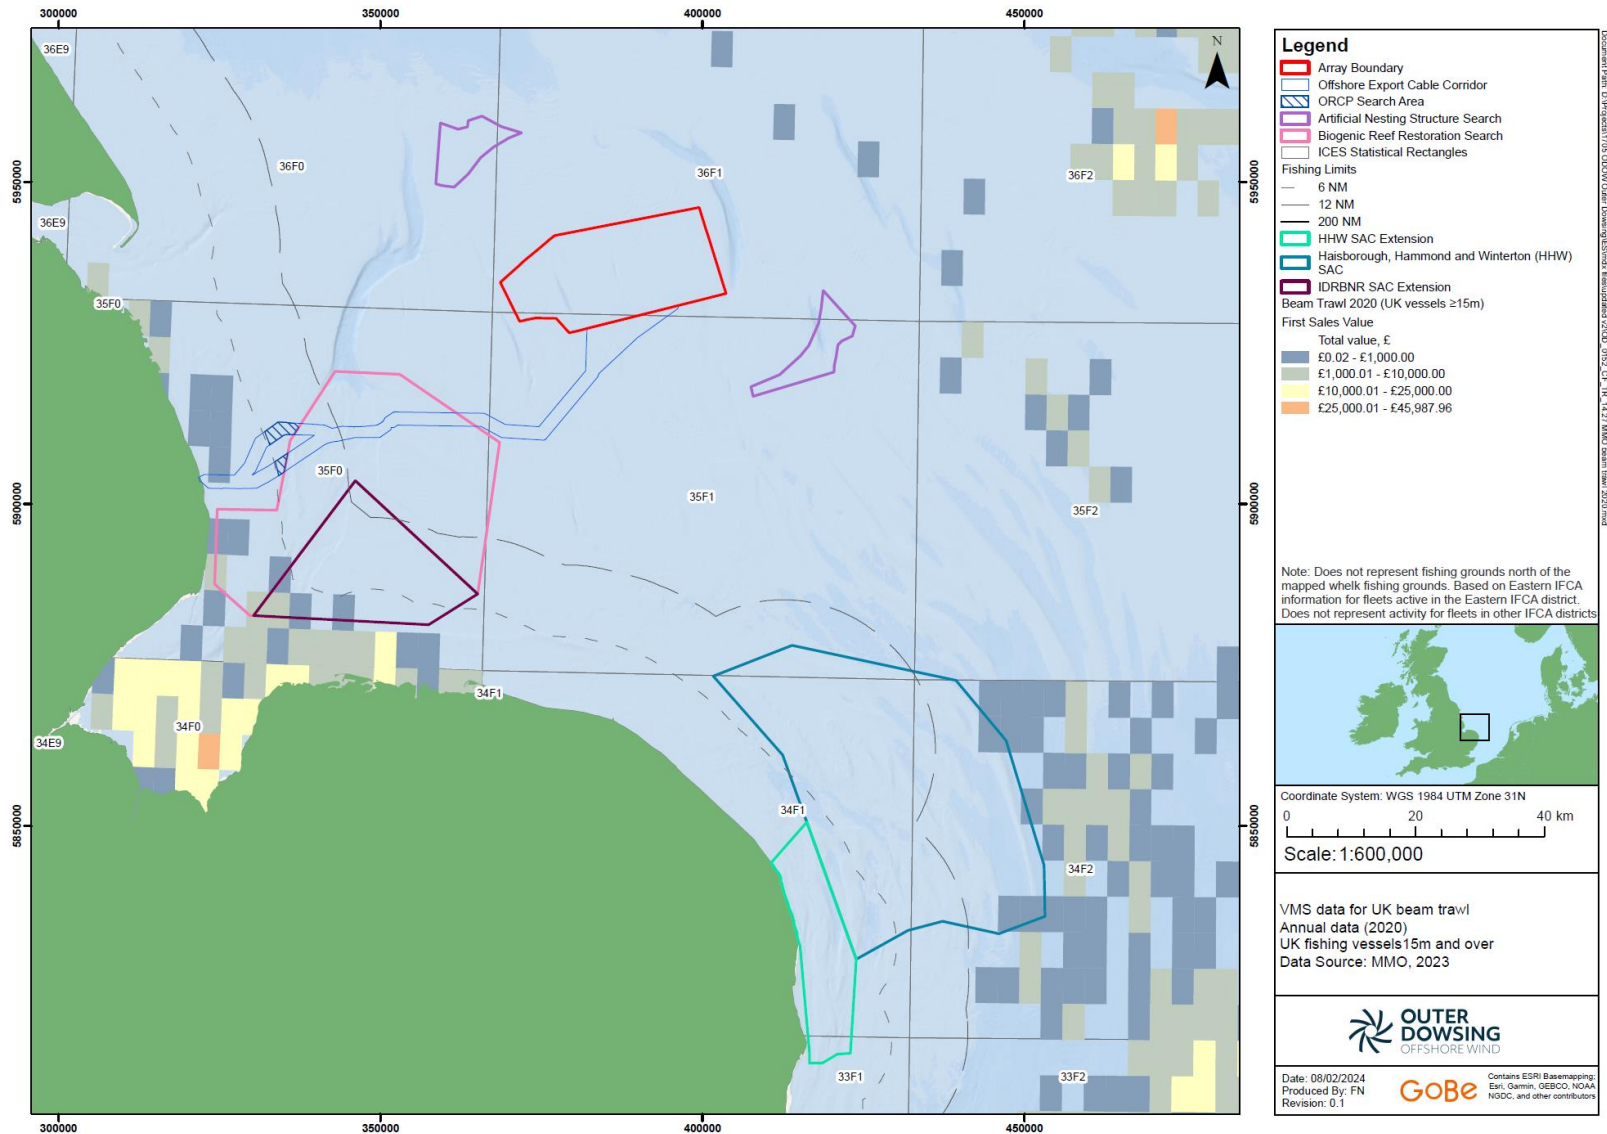 300000
350000
400000
450000
36E9
36F0
36F1
36F2
N
5950000
5950000
36E9
35F0
35F0
35F1
35F2
5900000
5900000
34F1
34F0
34E9
34F1
34F2
5850000
5850000
33F1
33F2
300000
350000
400000
450000
Legend
Array Boundary
Offshore Export Cable Corridor
ORCP Search Area
Artificial Nesting Structure Search
Biogenic Reef Restoration Search
ICES Statistical Rectangles
Fishing Limits
6 NM
12 NM
200 NM
HHW SAC Extension
Haisborough, Hammond and Winterton (HHW)
SAC
IDRBNR SAC Extension
Beam Trawl 2020 (UK vessels ≥15m)
First Sales Value
Total value, £
£0.02 - £1,000.00
£1,000.01 - £10,000.00
£10,000.01 - £25,000.00
£25,000.01 - £45,987.96
Note: Does not represent fishing grounds north of the
mapped whelk fishing grounds. Based on Eastern IFCA
information for fleets active in the Eastern IFCA district.
Does not represent activity for fleets in other IFCA districts
Coordinate System: WGS 1984 UTM Zone 31N
0 20 40 km
Scale: 1:600,000
VMS data for UK beam trawl
Annual data (2020)
UK fishing vessels15m and over
Data Source: MMO, 2023
OUTER
DOWSING
OFFSHORE WIND
Date: 08/02/2024
Produced By: FN
Revision: 0.1
GoBe
Contains ESRI Basemapping:
Esri, Garmin, GEBCO, NOAA
NGDC, and other contributors